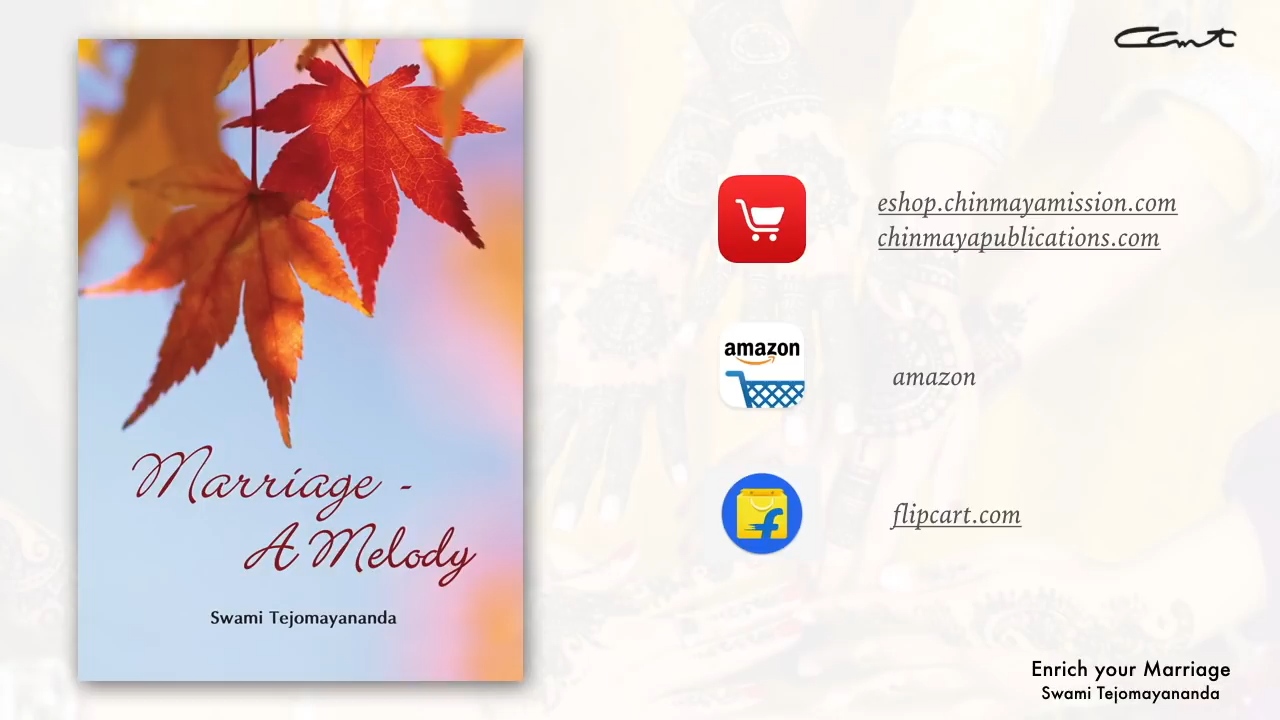 Marriage -
A Melody
Swami Tejomayananda
eshop.chinmayamission.com
chinmayapublications.com
amazon
amazon
flipcart.com
Enrich your Marriage
Swami Tejomayananda